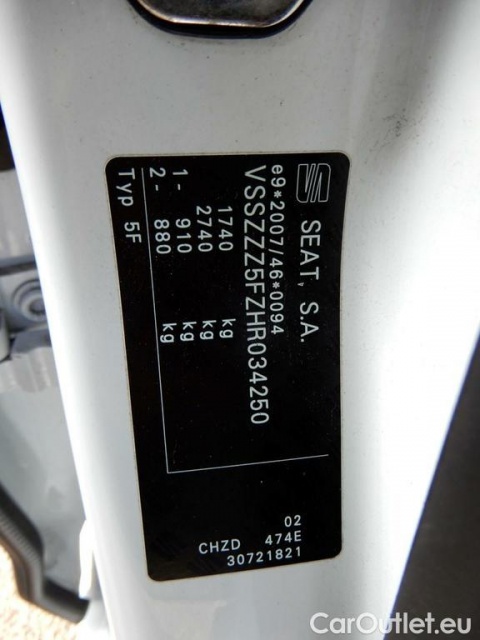 SEAT, S.A.
e9*2007/46*0094
VSSZZZ5FZHR034250
1740 kg
2740 kg
1- 910 kg
2- 880 kg
Typ 5F
02
CHZD 474E
30721821
CarOutlet.eu